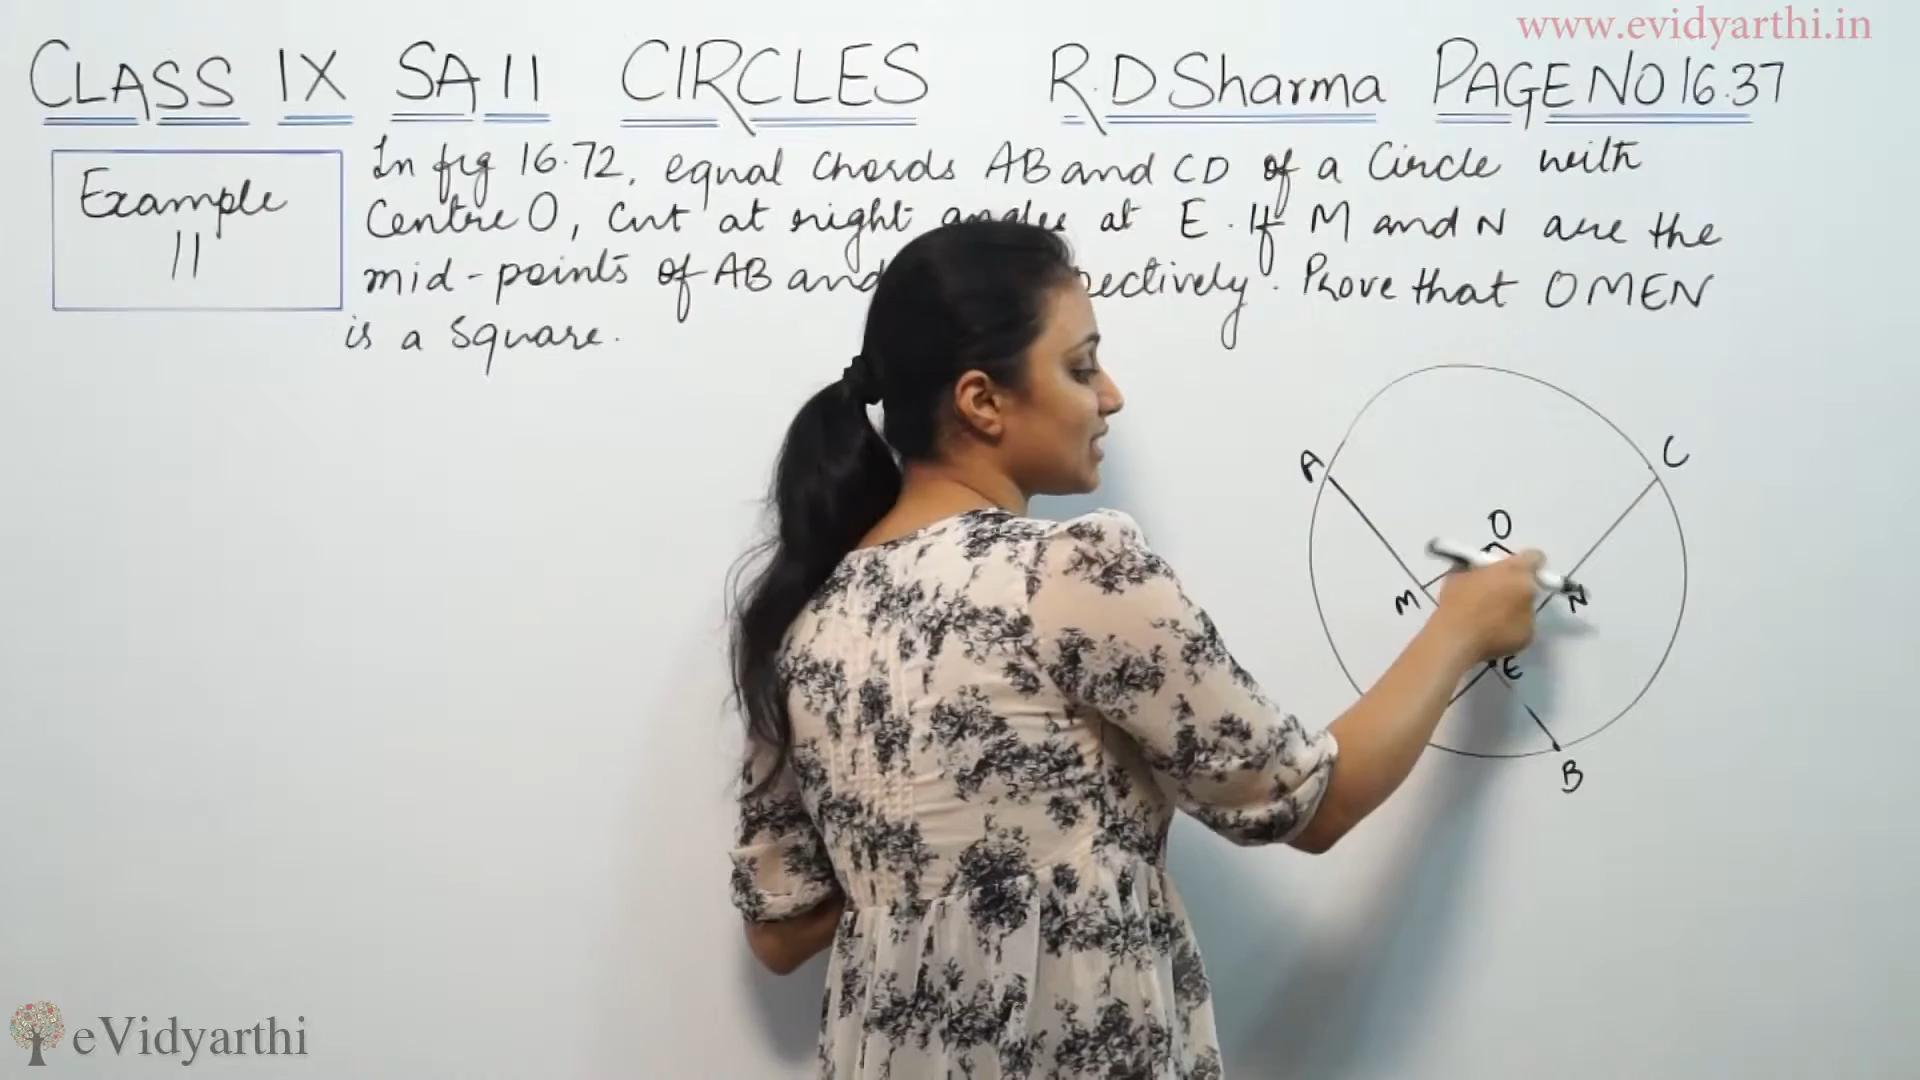 www.evidyarthi.in
CLASS IX SA II CIRCLES R.D Sharma PAGE NO 16.37
Example
11
In fig 16.72, equal chords AB and CD of a Circle with
Centre O, cut at right angles at E. If M and N are the
mid-points of AB and pectively. Prove that OMEN
is a square.
A
C
O
M
N
E
B
eVidyarthi